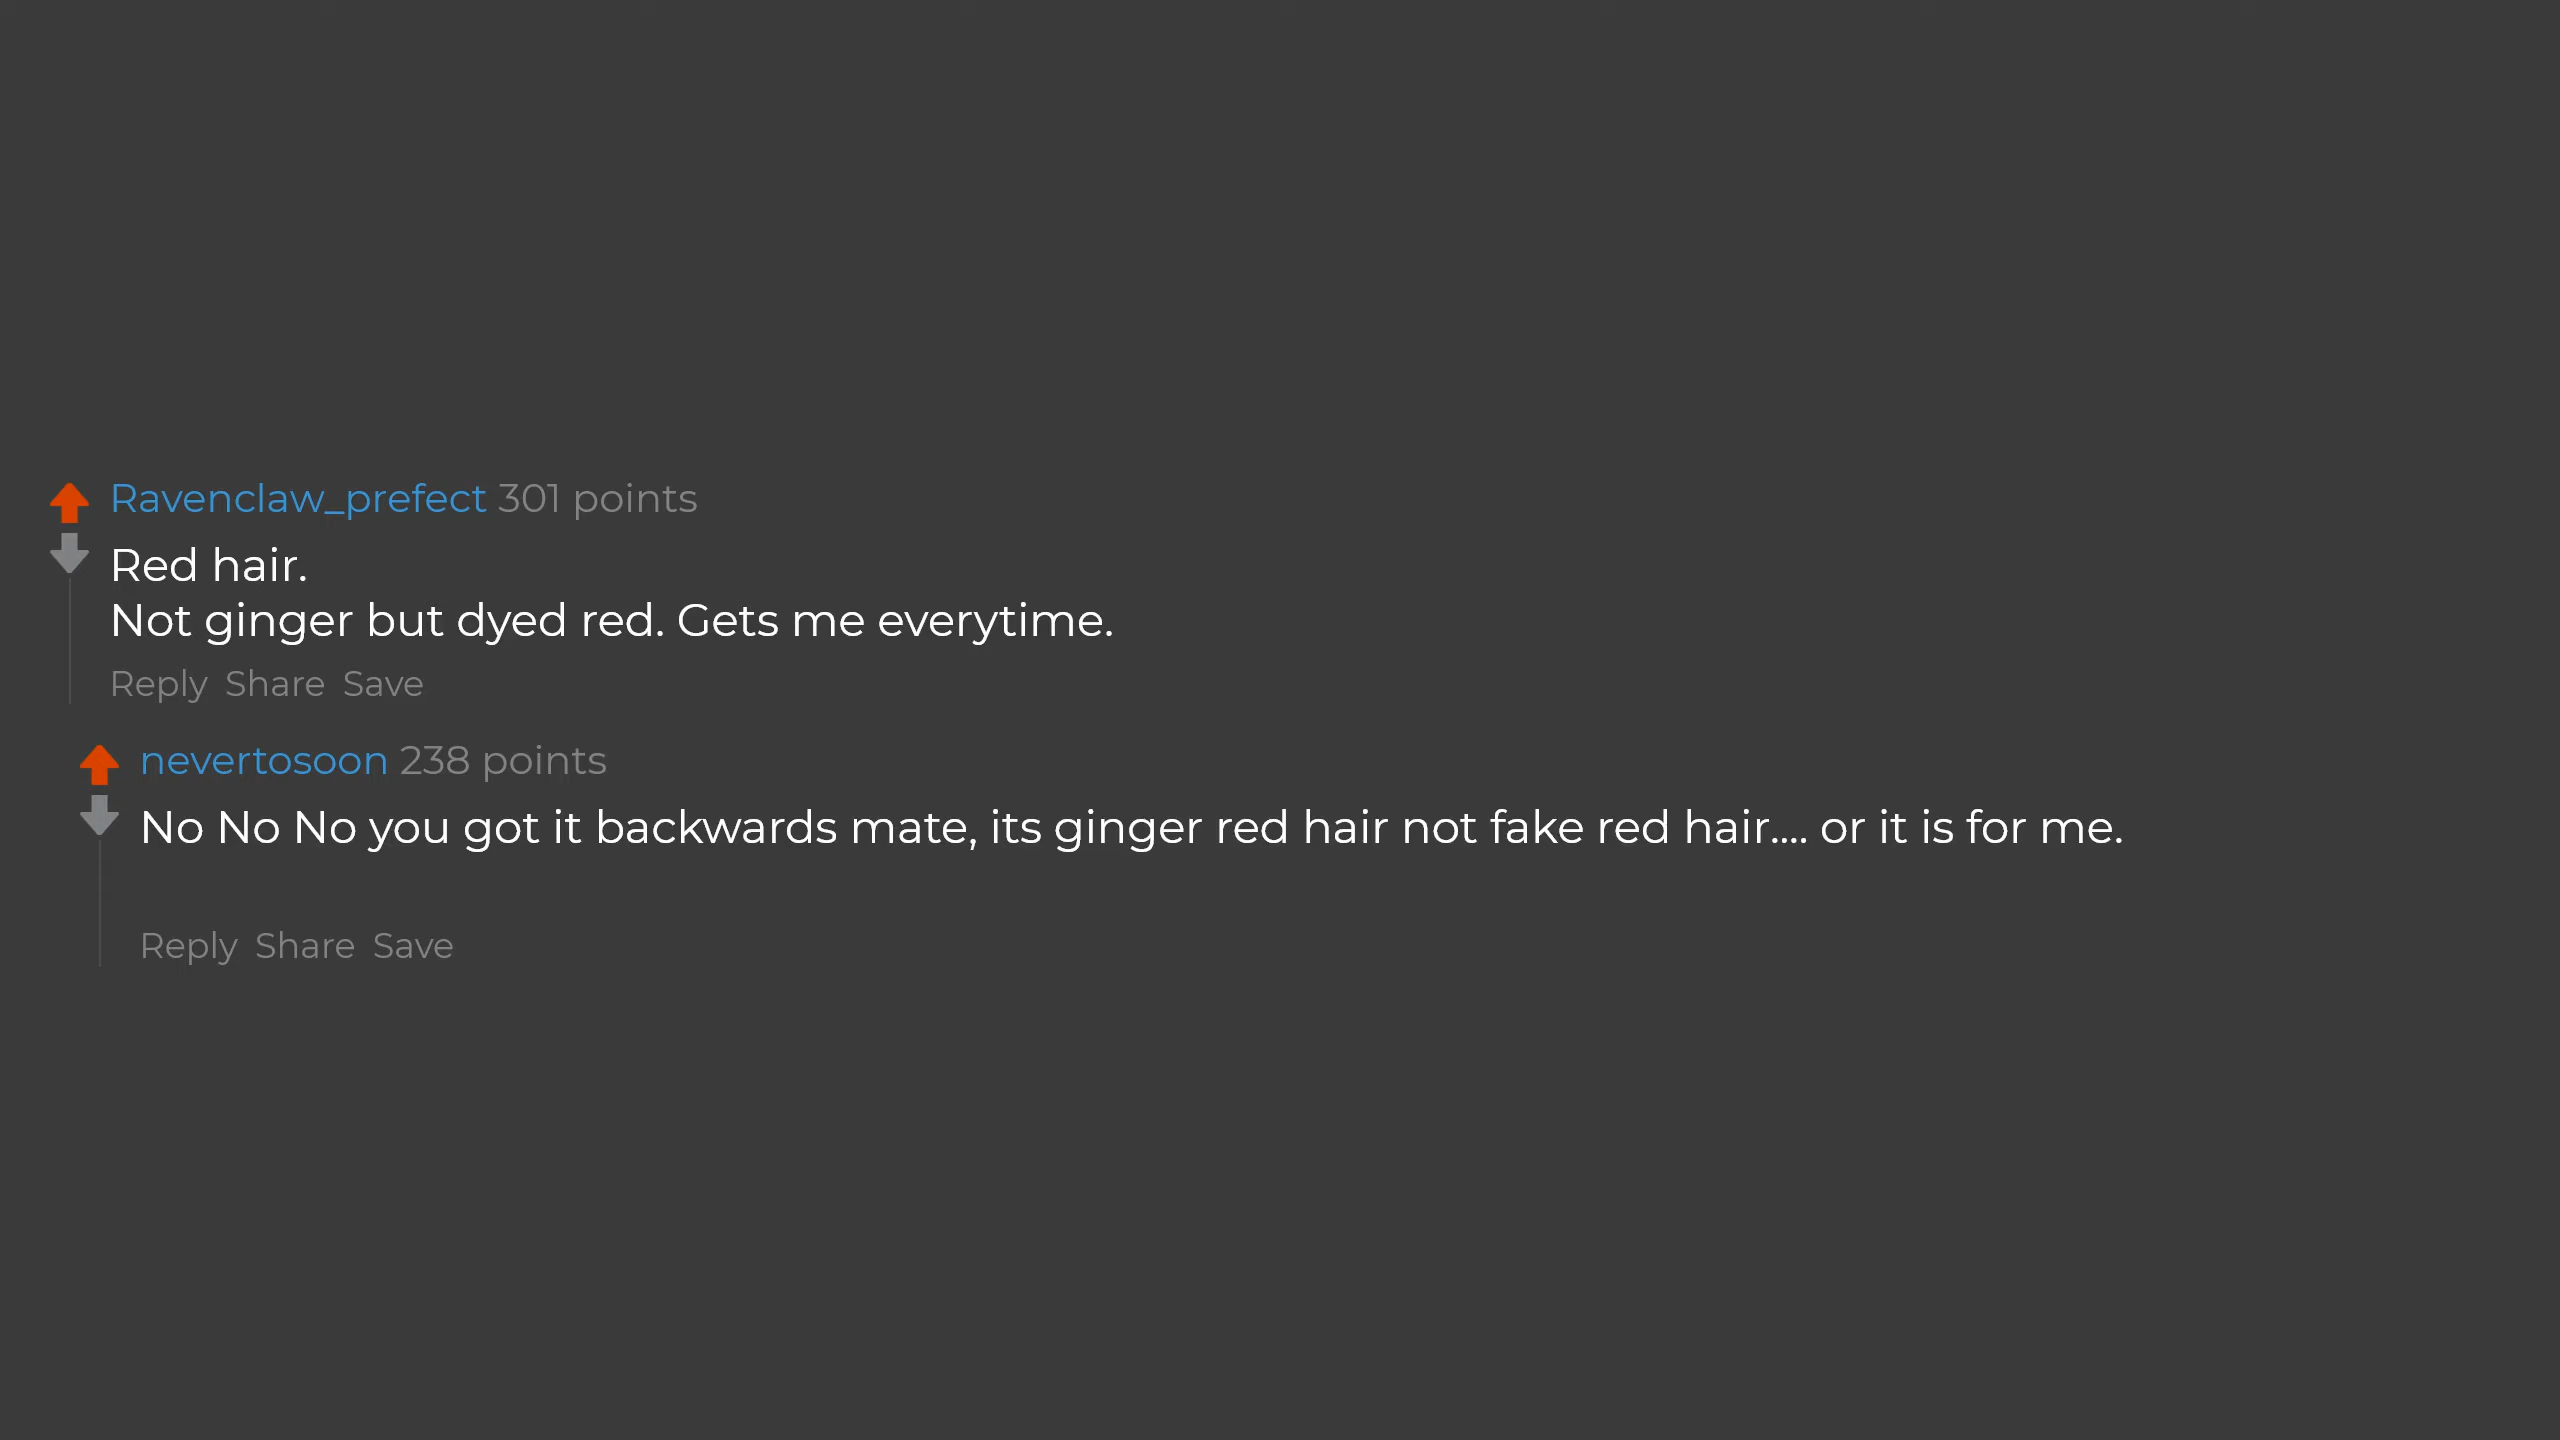 Ravenclaw_prefect 301 points
Red hair.
Not ginger but dyed red. Gets me everytime.
Reply Share Save
nevertosoon 238 points
No No No you got it backwards mate, its ginger red hair not fake red hair.... or it is for me.
Reply Share Save